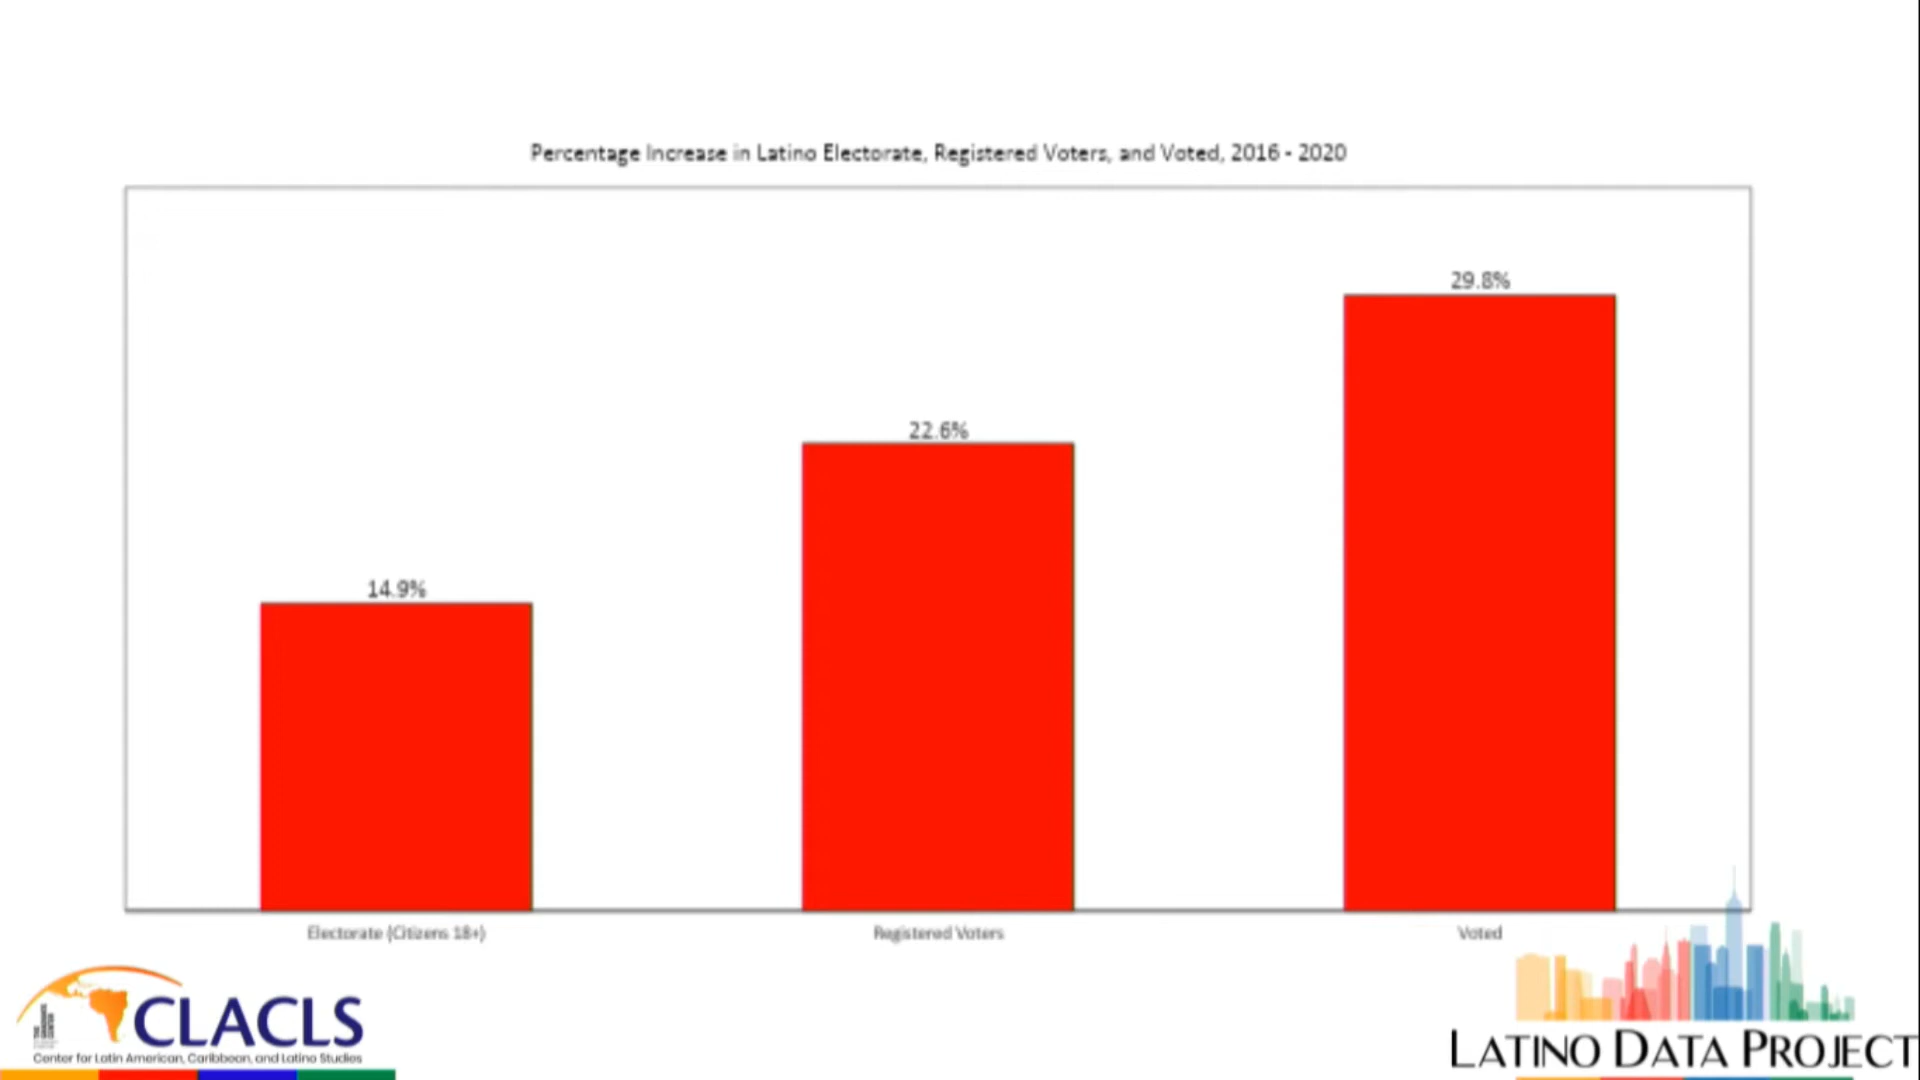 Percentage Increase in Latino Electorate, Registered Voters, and Voted, 2016 - 2020
29.8%
22.6%
14.9%
Electorate (Citizens 18+)
Registered Voters
Voted
CLACLS
Center for Latin American, Caribbean, and Latino Studies
LATINO DATA PROJECT